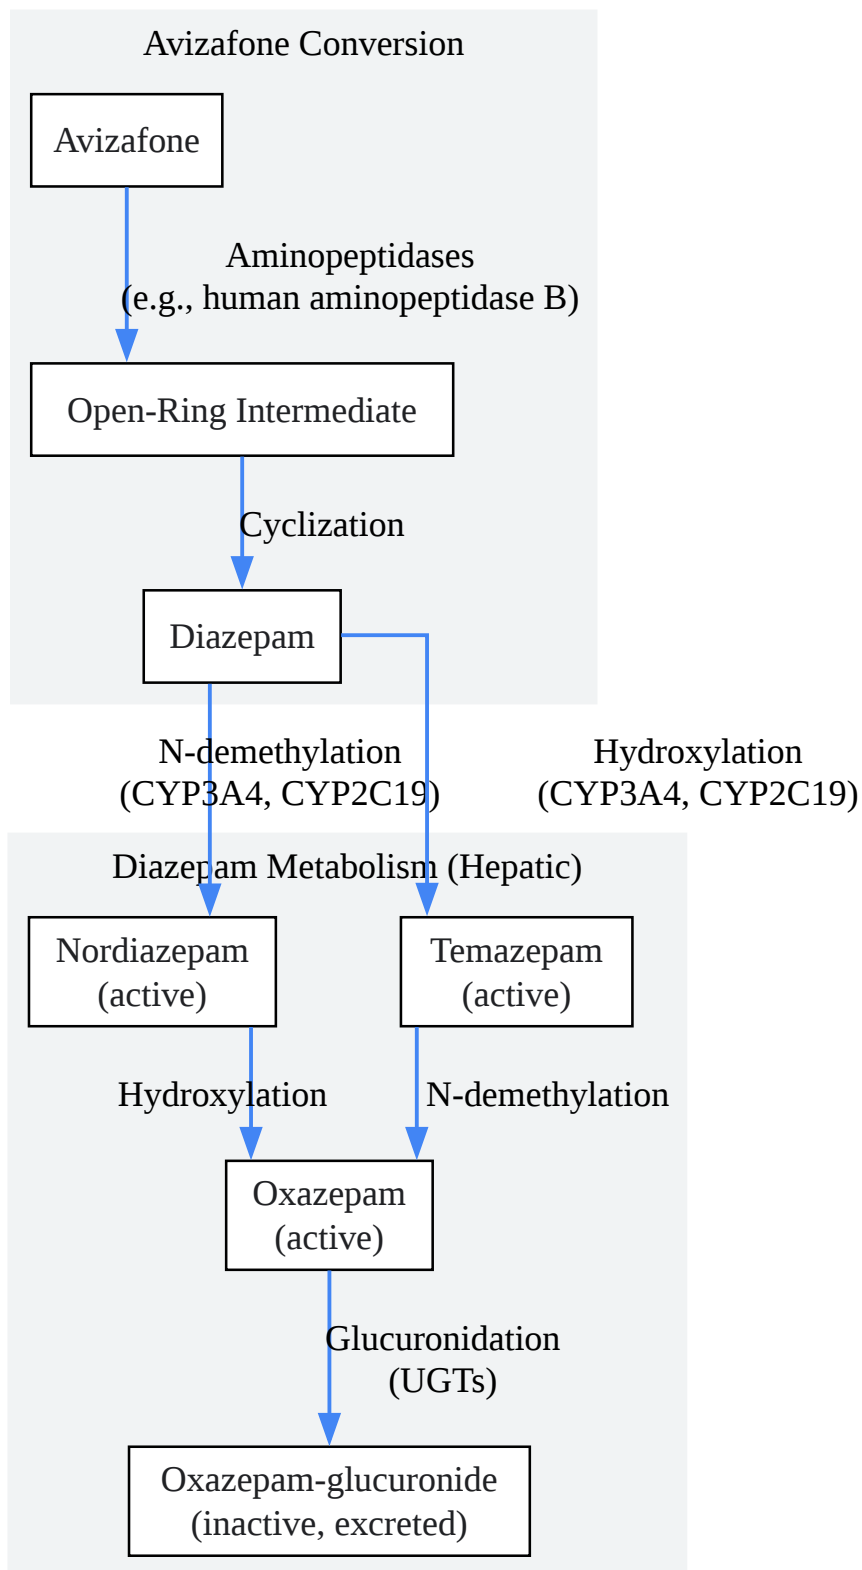 Avizafone Conversion
Avizafone
Aminopeptidases
(e.g., human aminopeptidase B)
Open-Ring Intermediate
Cyclization
Diazepam
N-demethylation
(CYP3A4, CYP2C19)
Hydroxylation
(CYP3A4, CYP2C19)
Diazepam Metabolism (Hepatic)
Nordiazepam
(active)
Temazepam
(active)
Hydroxylation
N-demethylation
Oxazepam
(active)
Glucuronidation
(UGTs)
Oxazepam-glucuronide
(inactive, excreted)